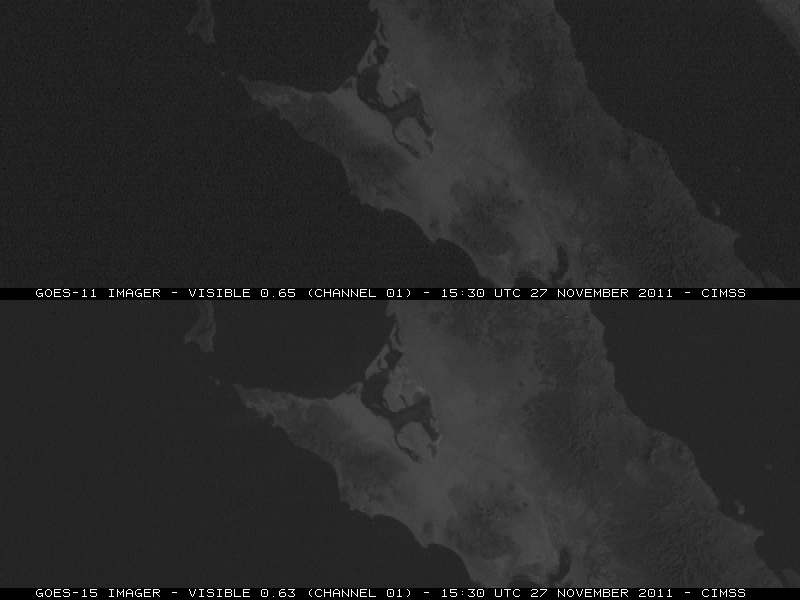 GOES-11 IMAGER - VISIBLE 0.65 (CHANNEL 01) - 15:30 UTC 27 NOVEMBER 2011 - CIMSS
GOES-15 IMAGER - VISIBLE 0.63 (CHANNEL 01) - 15:30 UTC 27 NOVEMBER 2011 - CIMSS